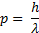 p = h/λ